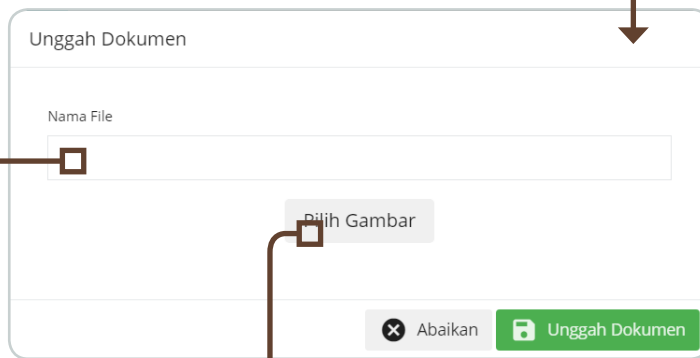 Unggah Dokumen
Nama File
Pilih Gambar
Abaikan
Unggah Dokumen